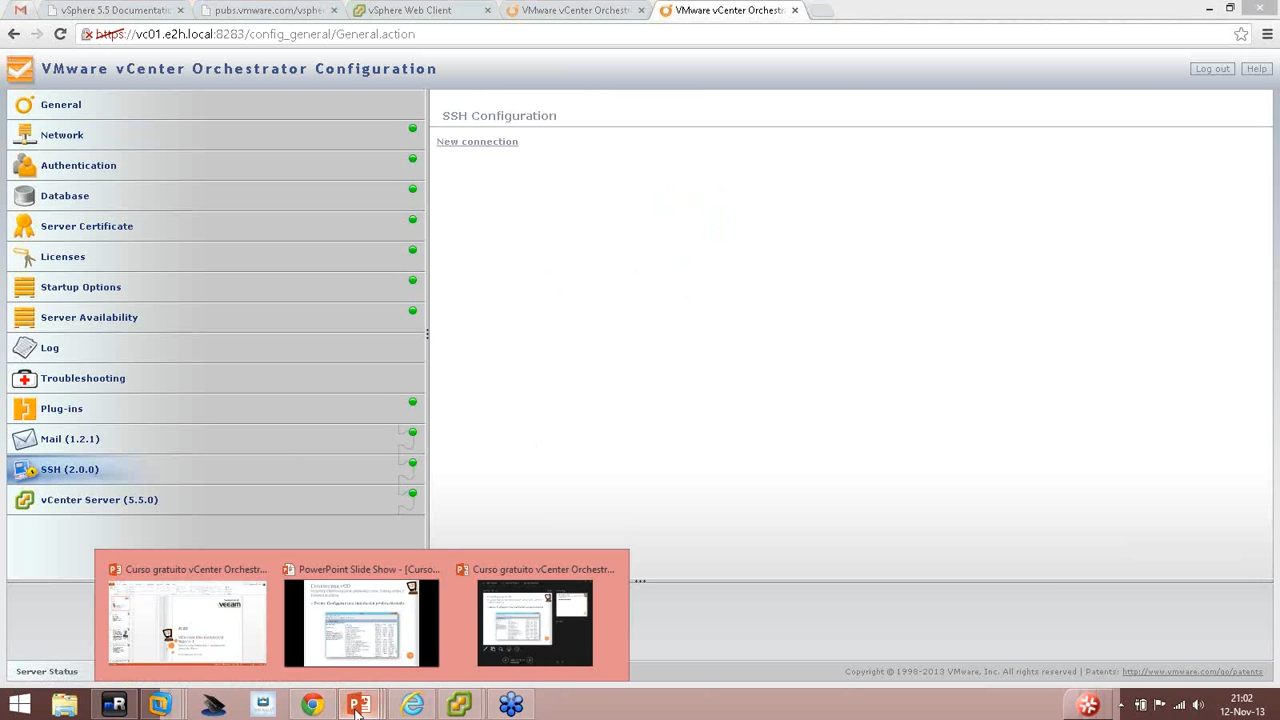 vSphere 5.5 Documentatic
pubs.vmware.com/vsphe
vSphere Web Client
VMware vCenter Orchestra
VMware vCenter Orchestra
https://vc01.e2h.local:8283/config_general/General.action
VMware vCenter Orchestrator Configuration
Log out
Help
General
Network
Authentication
Database
Server Certificate
Licenses
Startup Options
Server Availability
Log
Troubleshooting
Plug-ins
Mail (1.2.1)
SSH (2.0.0)
vCenter Server (5.5.0)
SSH Configuration
New connection
Curso gratuito vCenter Orchestr...
PowerPoint Slide Show - [Curso...
Curso gratuito vCenter Orchestr...
Server Status
Copyright © 1998-2013 VMware, Inc. All rights reserved | Patents: http://www.vmware.com/go/patents
21:02
12-Nov-13